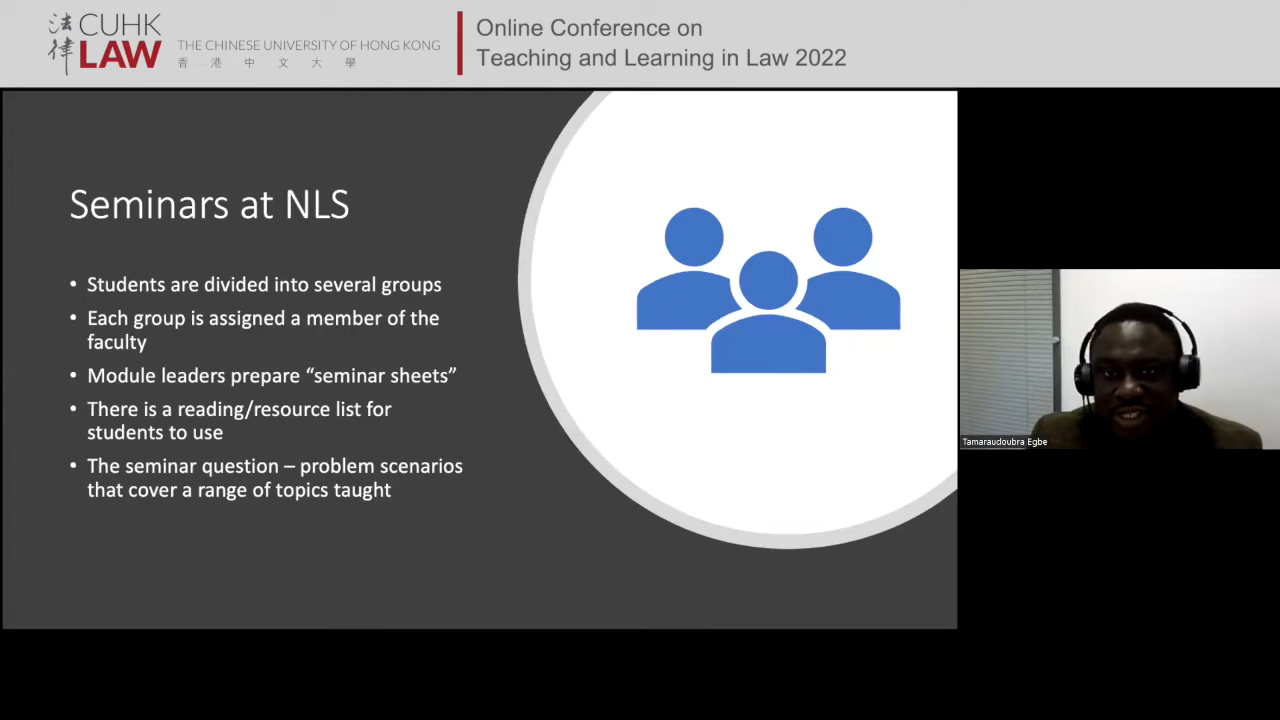 法律
CUHK
LAW
THE CHINESE UNIVERSITY OF HONG KONG
香港中文大學
Online Conference on
Teaching and Learning in Law 2022
Seminars at NLS
• Students are divided into several groups
• Each group is assigned a member of the
faculty
• Module leaders prepare “seminar sheets”
• There is a reading/resource list for
students to use
• The seminar question – problem scenarios
that cover a range of topics taught
Tamaraudoubra Egbe